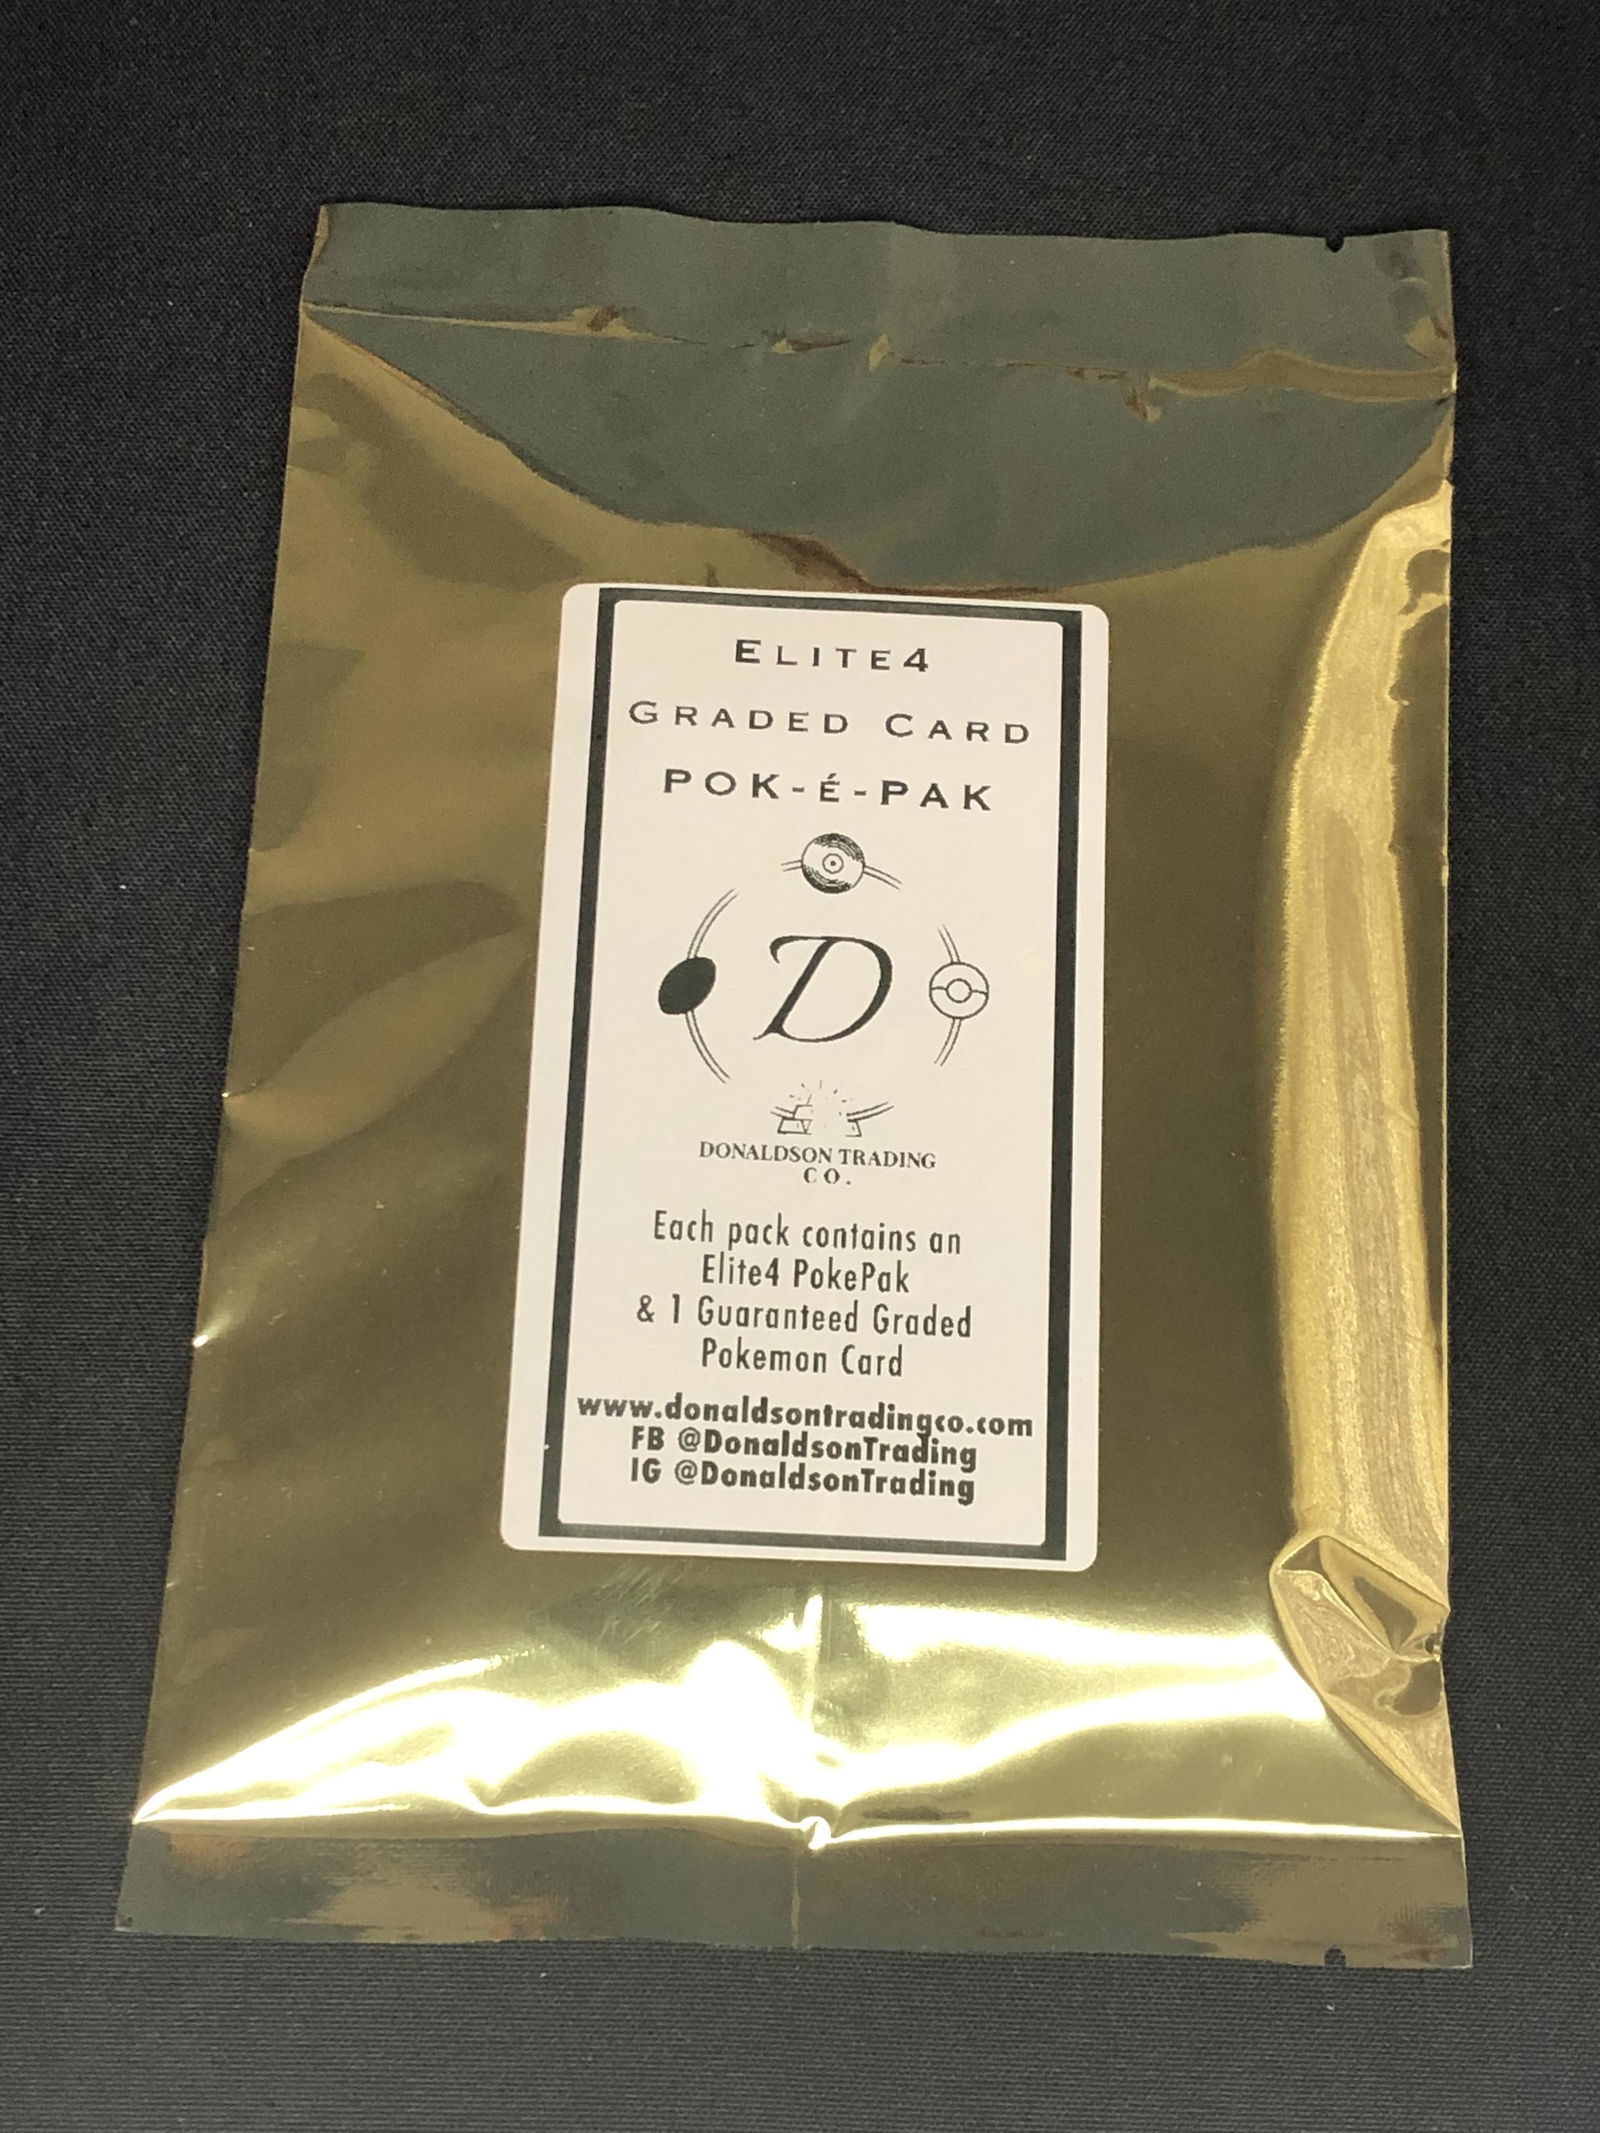 ELITE4
GRADED CARD
POK-É-PAK
D
DONALDSON TRADING
CO.
Each pack contains an
Elite4 PokePak
& 1 Guaranteed Graded
Pokemon Card
www.donaldsontradingco.com
FB @DonaldsonTrading
IG @DonaldsonTrading